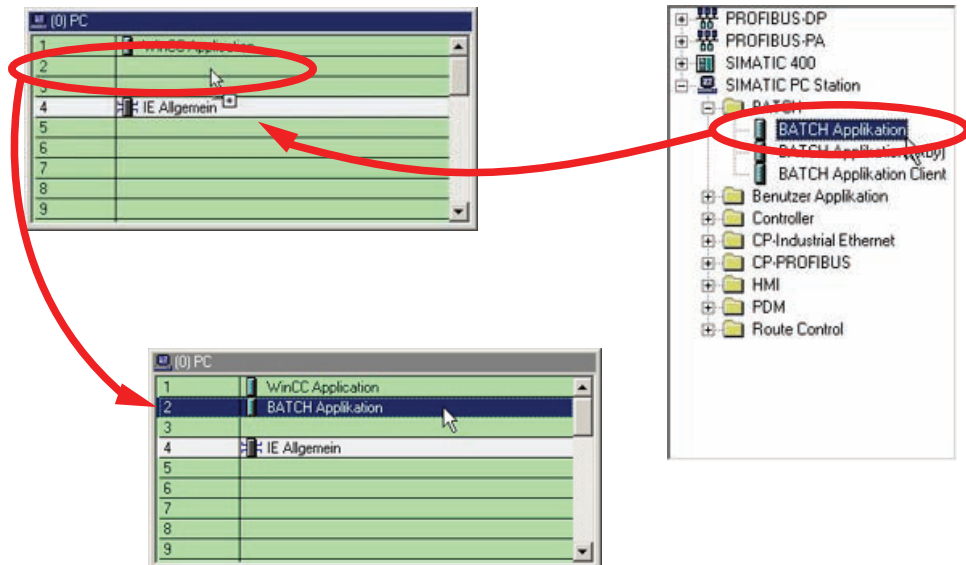 (0) PC
1 WinCC Application
2
3
4 IE Allgemein
5
6
7
8
9
PROFIBUS-DP
PROFIBUS-PA
SIMATIC 400
SIMATIC PC Station
BATCH
BATCH Applikation
BATCH Applikation
BATCH Applikation Client
Benutzer Applikation
Controller
CP-Industrial Ethernet
CP-PROFIBUS
HMI
PDM
Route Control
(0) PC
1 WinCC Application
2 BATCH Applikation
3
4 IE Allgemein
5
6
7
8
9